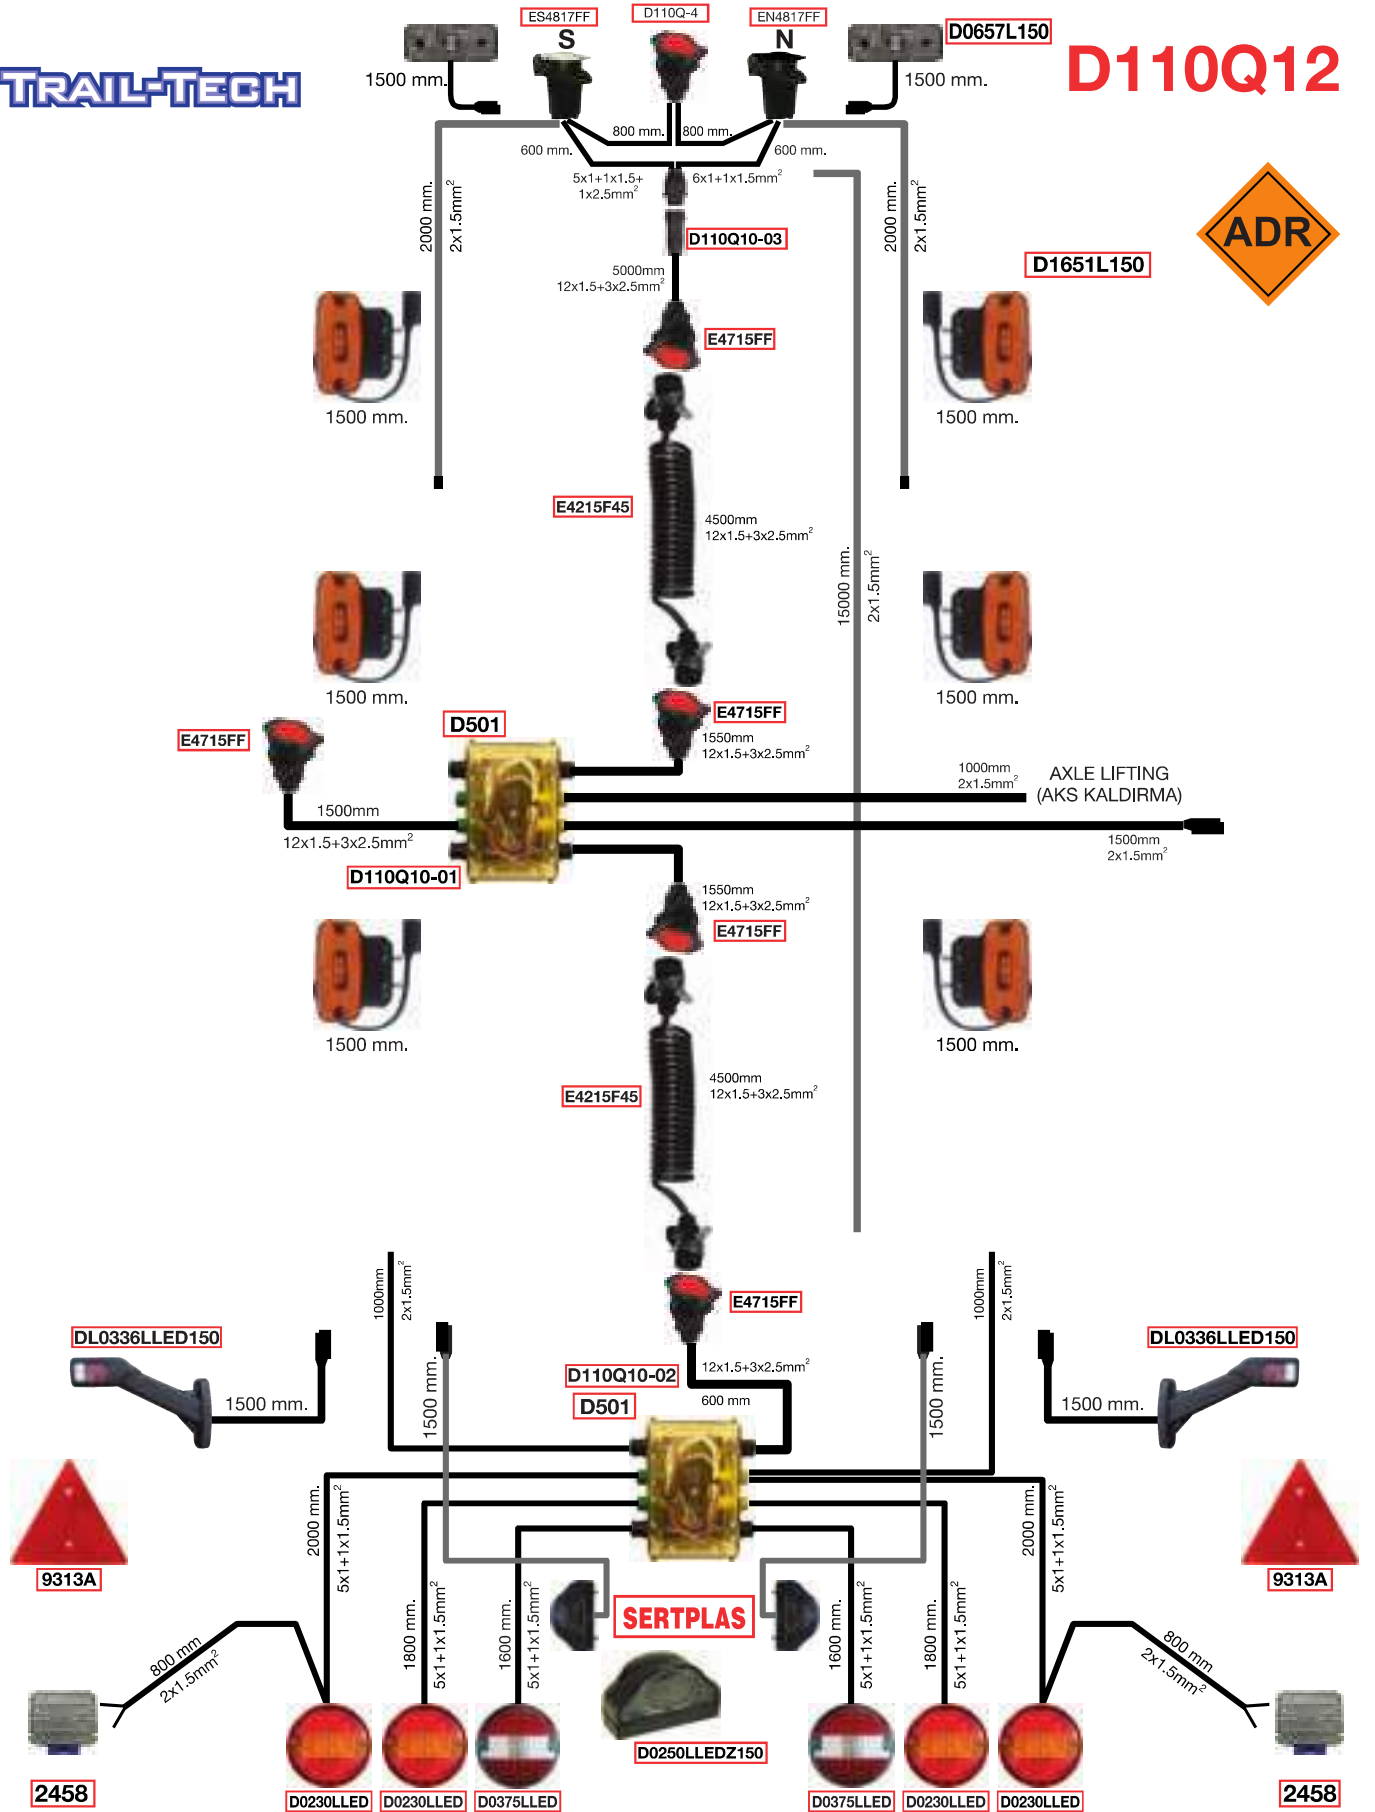 ES4817FF
D110Q-4
EN4817FF
S
N
D0657L150
D110Q12
TRAIL-TECH
1500 mm.
1500 mm.
800 mm.
800 mm.
600 mm.
600 mm.
5x1+1x1.5+
1x2.5mm²
6x1+1x1.5mm²
2000 mm.
2x1.5mm²
2000 mm.
2x1.5mm²
ADR
D110Q10-03
D1651L150
5000mm
12x1.5+3x2.5mm²
E4715FF
1500 mm.
1500 mm.
E4215F45
4500mm
12x1.5+3x2.5mm²
15000 mm.
2x1.5mm²
1500 mm.
1500 mm.
E4715FF
D501
E4715FF
1550mm
12x1.5+3x2.5mm²
1000mm
2x1.5mm²
AXLE LIFTING
(AKS KALDIRMA)
1500mm
12x1.5+3x2.5mm²
1500mm
2x1.5mm²
D110Q10-01
1550mm
12x1.5+3x2.5mm²
E4715FF
1500 mm.
1500 mm.
E4215F45
4500mm
12x1.5+3x2.5mm²
1000mm
2x1.5mm²
1000mm
2x1.5mm²
E4715FF
DL0336LLED150
DL0336LLED150
D110Q10-02
12x1.5+3x2.5mm²
D501
600 mm
1500 mm.
1500 mm.
1500 mm.
1500 mm.
9313A
9313A
2000 mm.
5x1+1x1.5mm²
1800 mm.
5x1+1x1.5mm²
1600 mm.
5x1+1x1.5mm²
SERTPLAS
1600 mm.
5x1+1x1.5mm²
1800 mm.
5x1+1x1.5mm²
2000 mm.
5x1+1x1.5mm²
800 mm
2x1.5mm²
800 mm
2x1.5mm²
D0250LLEDZ150
2458
D0230LLED
D0230LLED
D0375LLED
D0375LLED
D0230LLED
D0230LLED
2458